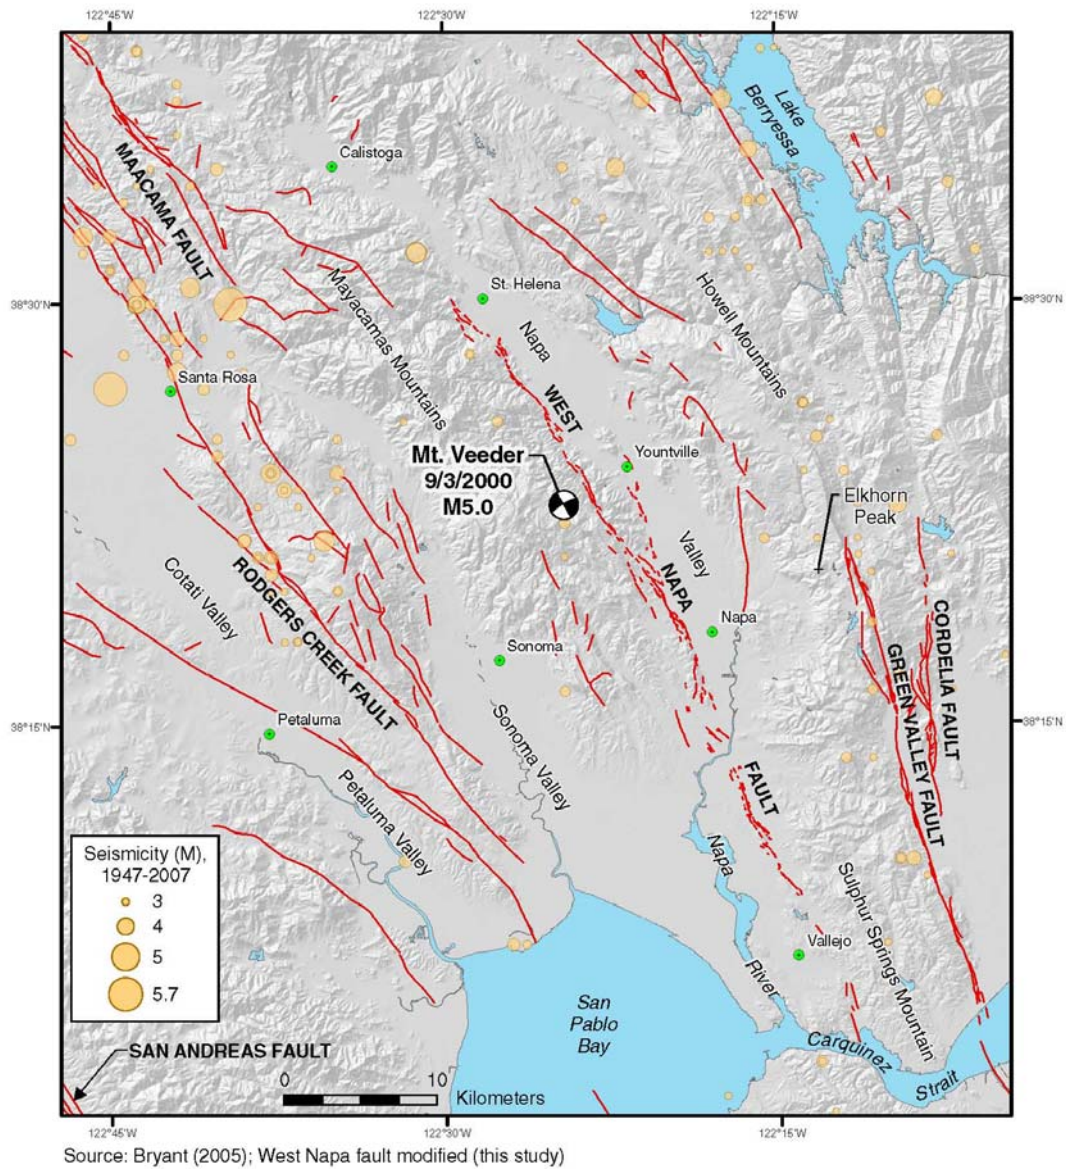 122°45'W
122°30'W
122°15'W
Lake
Berryessa
Calistoga
MAACAMA FAULT
38°30'N
38°30'N
St. Helena
Howell Mountains
Mayacamas Mountains
Napa
Santa Rosa
WEST
Mt. Veeder
9/3/2000
M5.0
Yountville
Elkhorn
Peak
Valley
Cotati Valley
RODGERS CREEK FAULT
NAPA
Napa
CORDELIA FAULT
GREEN VALLEY FAULT
Sonoma
38°15'N
38°15'N
Petaluma
Sonoma Valley
Petaluma Valley
FAULT
Napa
River
Sulphur Springs Mountain
Vallejo
Seismicity (M),
1947-2007
3
4
5
5.7
San
Pablo
Bay
Carquinez
Strait
SAN ANDREAS FAULT
0 10
Kilometers
122°45'W
122°30'W
122°15'W
Source: Bryant (2005); West Napa fault modified (this study)